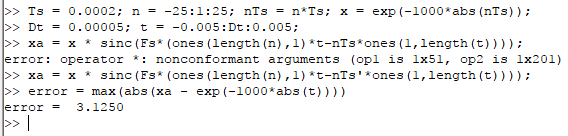 >> Ts = 0.0002; n = -25:1:25; nTs = n*Ts; x = exp(-1000*abs(nTs));
>> Dt = 0.00005; t = -0.005:Dt:0.005;
>> xa = x * sinc(Fs*(ones(length(n),1)*t-nTs*ones(1,length(t))));
error: operator *: nonconformant arguments (op1 is 1x51, op2 is 1x201)
>> xa = x * sinc(Fs*(ones(length(n),1)*t-nTs'*ones(1,length(t))));
>> error = max(abs(xa - exp(-1000*abs(t))))
error =  3.1250
>> |